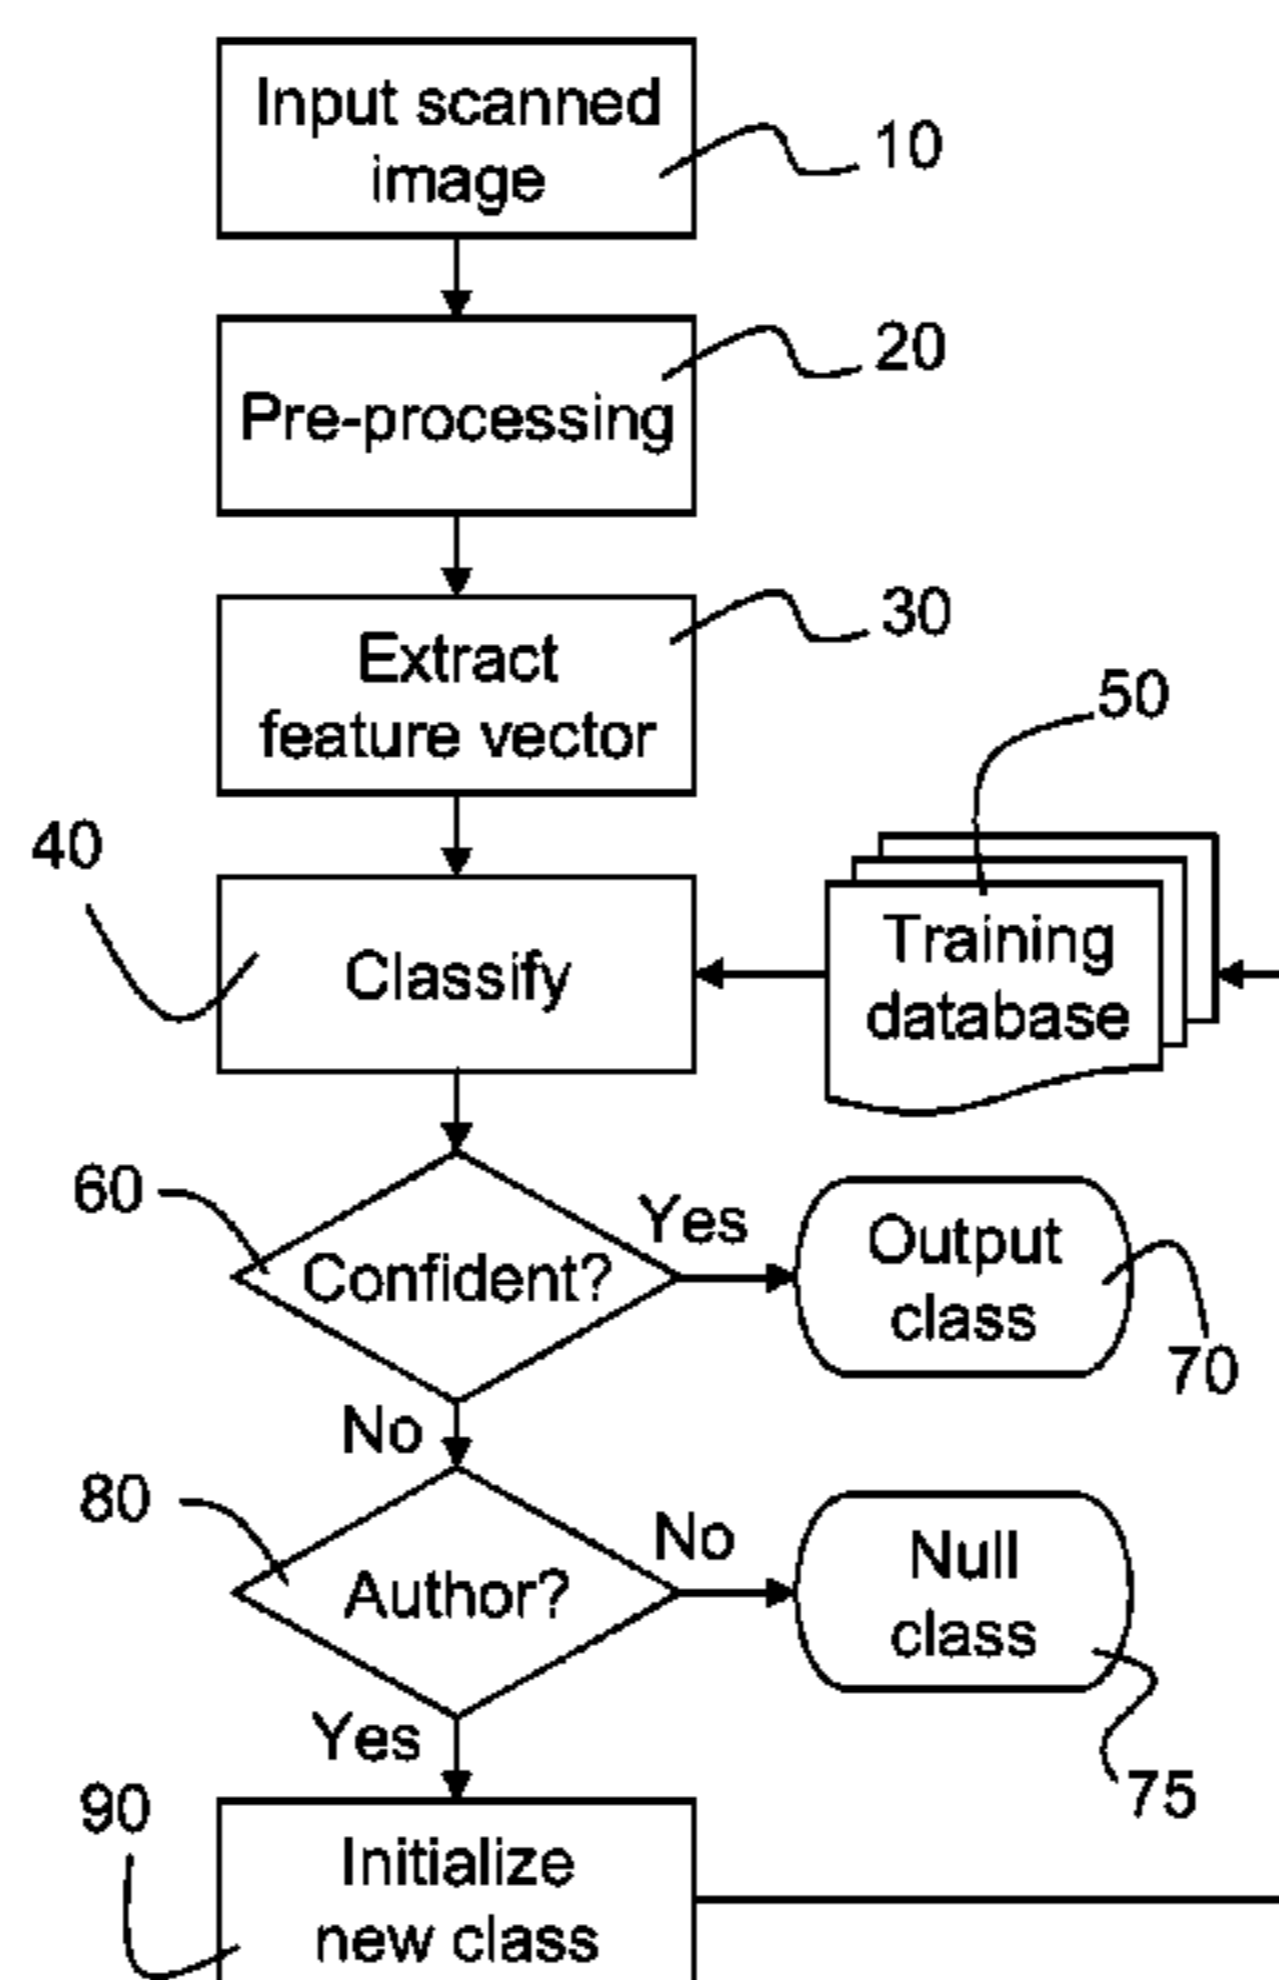 Input scanned
image
10
20
Pre-processing
30
Extract
feature vector
50
40
Training
database
Classify
60
Yes
Output
class
Confident?
70
No
80
No
Null
class
Author?
Yes
75
90
Initialize
new class